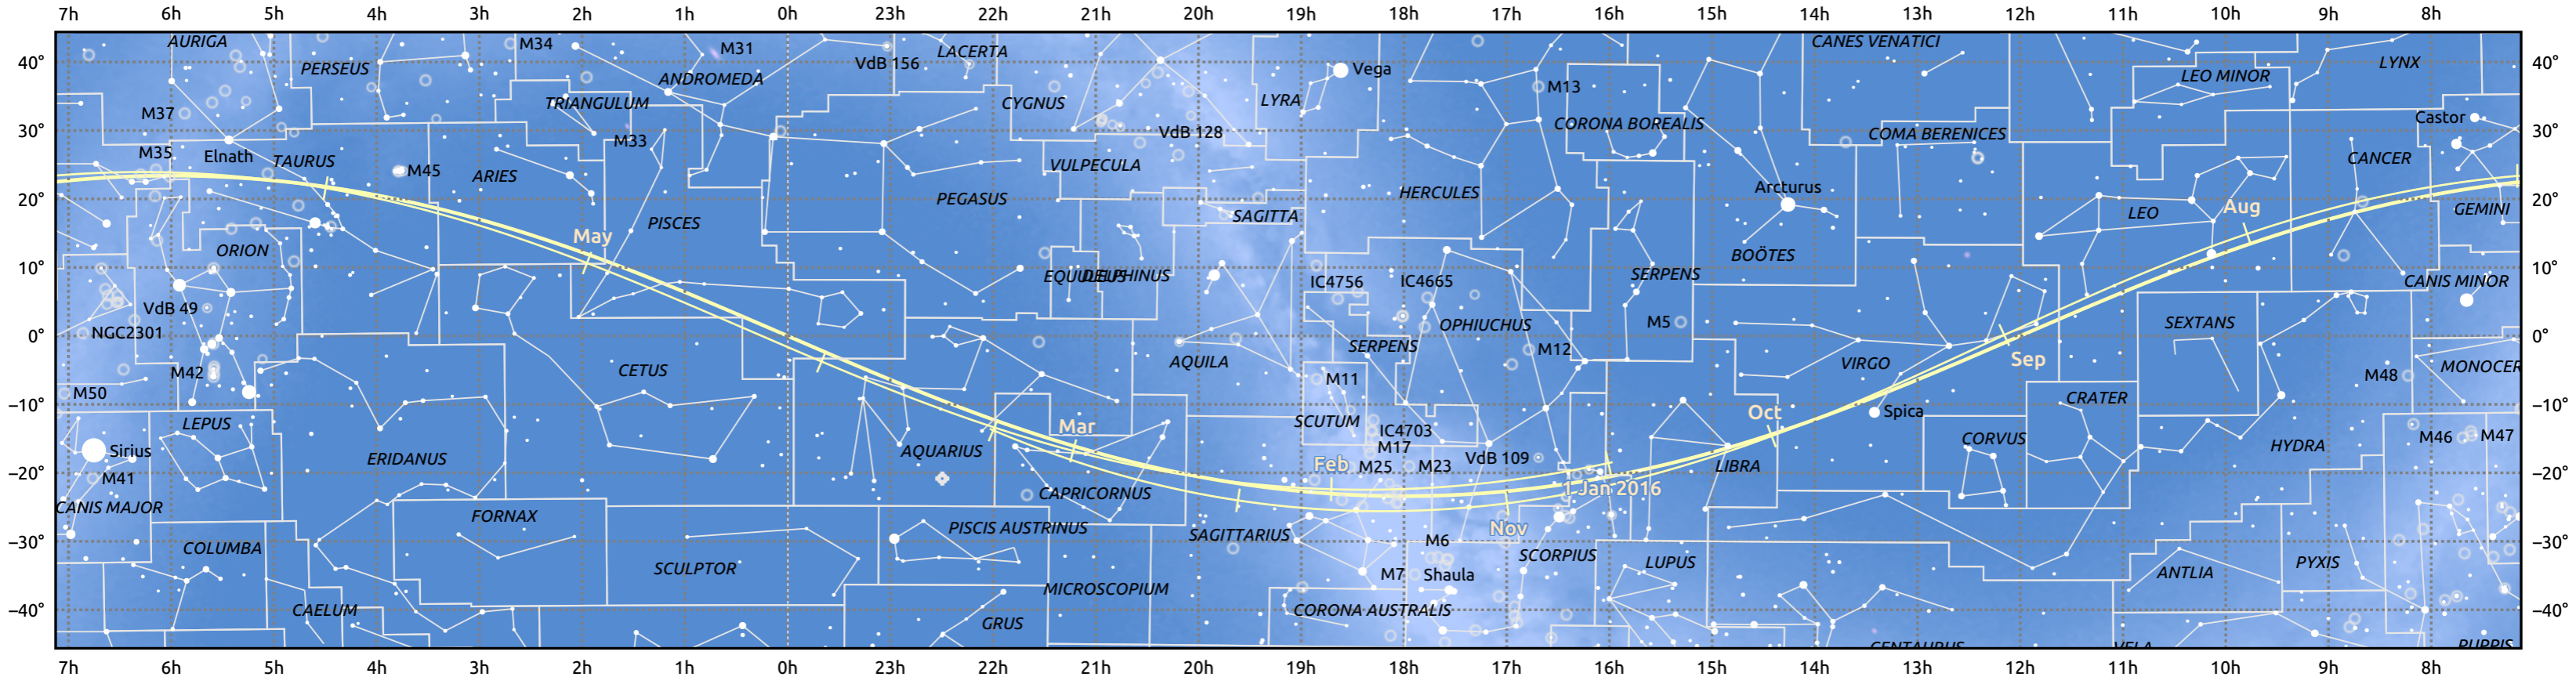 7h 6h 5h 4h 3h 2h 1h 0h 23h 22h 21h 20h 19h 18h 17h 16h 15h 14h 13h 12h 11h 10h 9h 8h
AURIGA M34 M31 LACERTA CANES VENATICI
40° PERSEUS ANDROMEDA VdB 156 Vega LEO MINOR LYNX 40°
M37 TRIANGULUM CYGNUS LYRA M13 Castor
30° M33 VdB 128 CORONA BOREALIS COMA BERENICES 30°
M35 Elnath TAURUS M45 ARIES VULPECULA CANCER
20° PISCES PEGASUS SAGITTA HERCULES Arcturus LEO Aug GEMINI 20°
ORION May BOÖTES
10° EQUULEUS DELPHINUS IC4756 IC4665 SERPENS CANIS MINOR 10°
VdB 49 OPHIUCHUS M5 SEXTANS
0° NGC2301 SERPENS M12 0°
M42 CETUS AQUILA M11 VIRGO Sep M48 MONOCER
−10° M50 LEPUS SCUTUM Oct Spica CRATER −10°
Sirius ERIDANUS AQUARIUS Mar IC4703 M17 CORVUS HYDRA M46 M47
−20° M41 Feb M25 M23 VdB 109 LIBRA −20°
CANIS MAJOR FORNAX CAPRICORNUS 1 Jan 2016
−30° COLUMBA PISCIS AUSTRINUS SAGITTARIUS M6 Nov SCORPIUS −30°
SCULPTOR MICROSCOPIUM M7 Shaula LUPUS ANTLIA PYXIS
−40° CAELUM GRUS CORONA AUSTRALIS −40°
CENTAURUS VELA PUPPIS
7h 6h 5h 4h 3h 2h 1h 0h 23h 22h 21h 20h 19h 18h 17h 16h 15h 14h 13h 12h 11h 10h 9h 8h